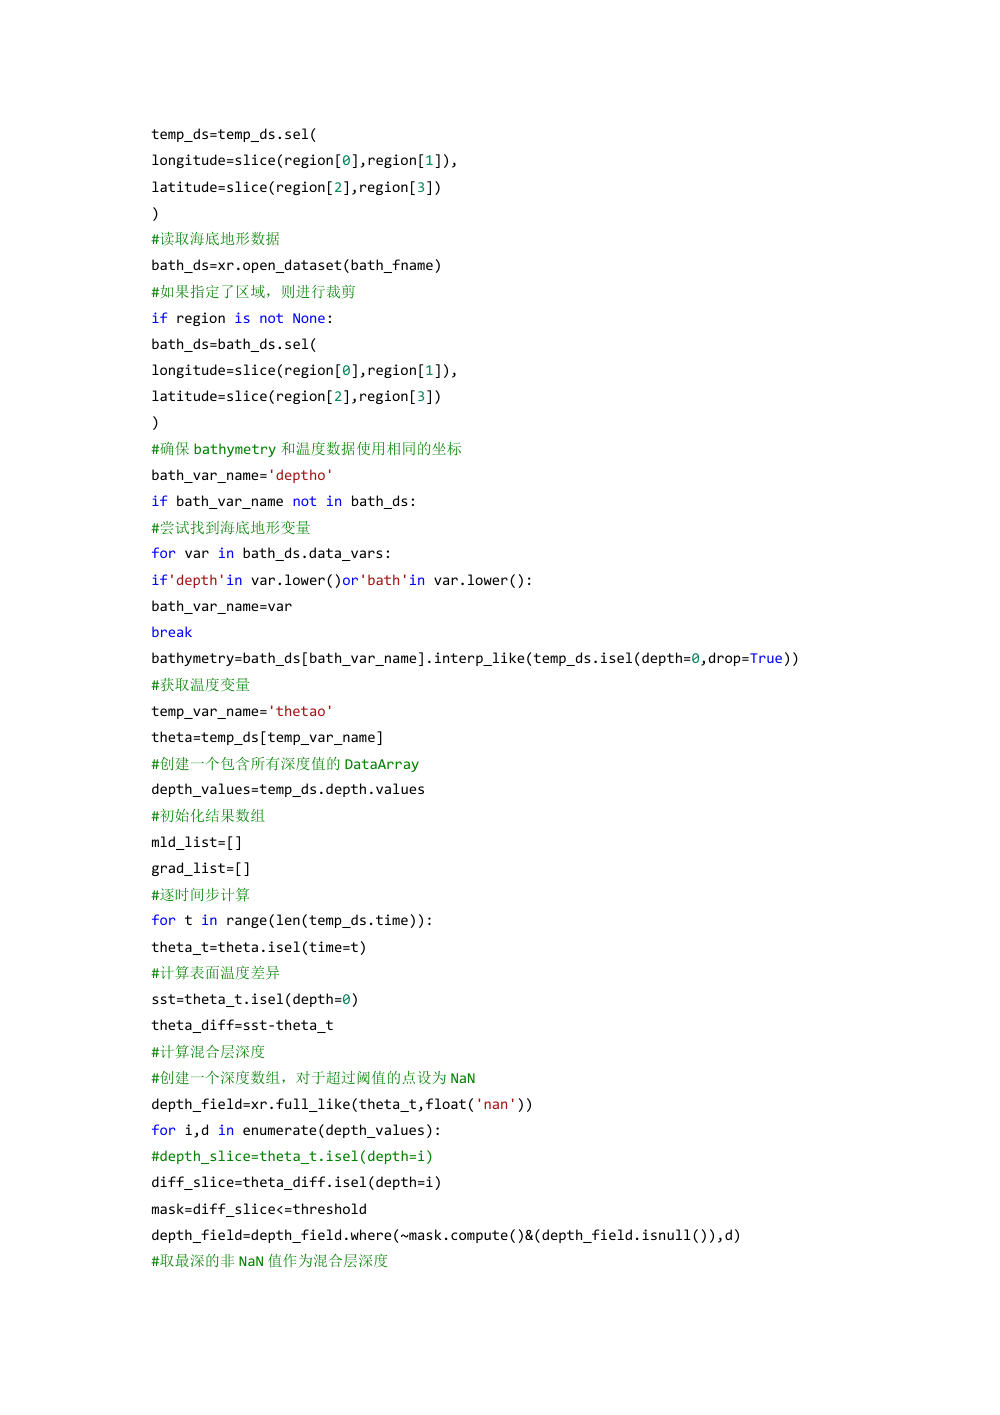 temp_ds=temp_ds.sel(
longitude=slice(region[0],region[1]),
latitude=slice(region[2],region[3])
)
#读取海底地形数据
bath_ds=xr.open_dataset(bath_fname)
#如果指定了区域，则进行裁剪
if region is not None:
bath_ds=bath_ds.sel(
longitude=slice(region[0],region[1]),
latitude=slice(region[2],region[3])
)
#确保 bathymetry 和温度数据使用相同的坐标
bath_var_name='deptho'
if bath_var_name not in bath_ds:
#尝试找到海底地形变量
for var in bath_ds.data_vars:
if'depth'in var.lower()or'bath'in var.lower():
bath_var_name=var
break
bathymetry=bath_ds[bath_var_name].interp_like(temp_ds.isel(depth=0,drop=True))
#获取温度变量
temp_var_name='thetao'
theta=temp_ds[temp_var_name]
#创建一个包含所有深度值的 DataArray
depth_values=temp_ds.depth.values
#初始化结果数组
mld_list=[]
grad_list=[]
#逐时间步计算
for t in range(len(temp_ds.time)):
theta_t=theta.isel(time=t)
#计算表面温度差异
sst=theta_t.isel(depth=0)
theta_diff=sst-theta_t
#计算混合层深度
#创建一个深度数组，对于超过阈值的点设为 NaN
depth_field=xr.full_like(theta_t,float('nan'))
for i,d in enumerate(depth_values):
#depth_slice=theta_t.isel(depth=i)
diff_slice=theta_diff.isel(depth=i)
mask=diff_slice<=threshold
depth_field=depth_field.where(~mask.compute()&(depth_field.isnull()),d)
#取最深的非 NaN 值作为混合层深度